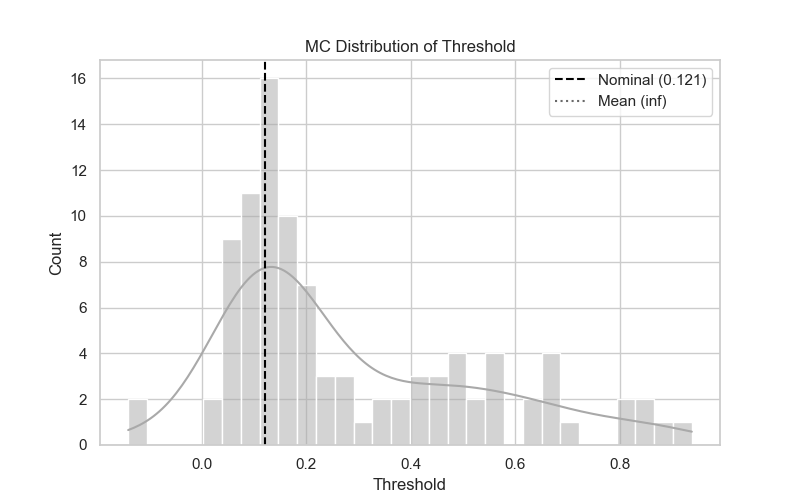 MC Distribution of Threshold
Nominal (0.121)
Mean (inf)
Count
16
14
12
10
8
6
4
2
0
0.0 0.2 0.4 0.6 0.8
Threshold